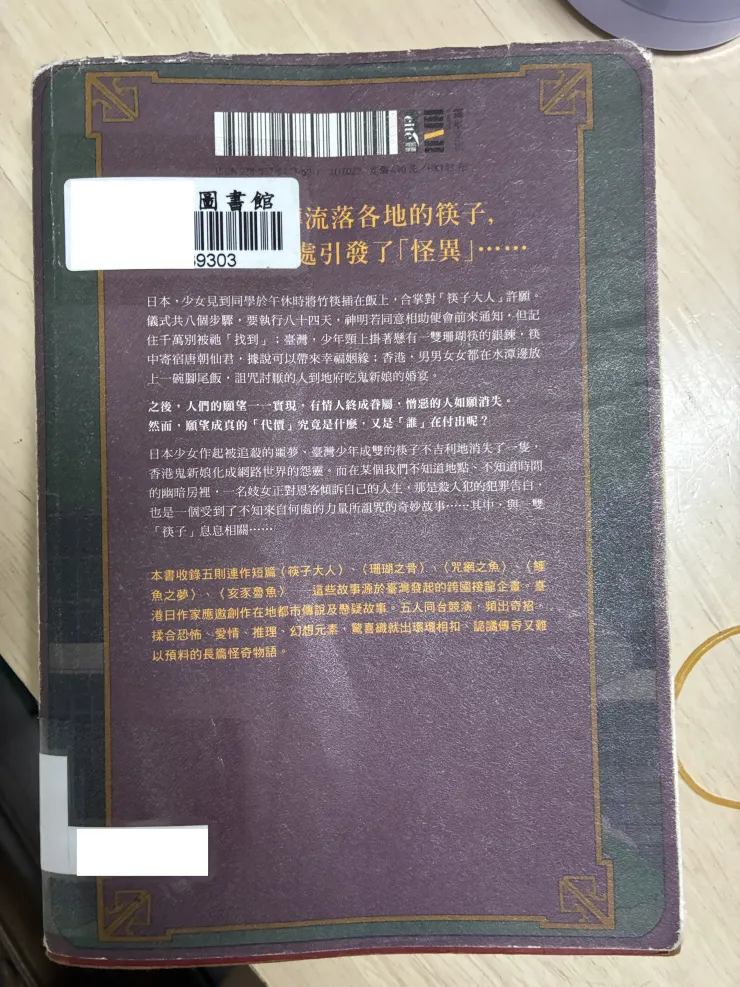 cite
圖書館
39303
流落各地的筷子，
處引發了「怪異」……
日本，少女見到同學於午休時將竹筷插在飯上，合掌對「筷子大人」許願。
儀式共八個步驟，要執行八十四天，神明若同意相助便會前來通知，但記
住千萬別被祂「找到」；臺灣，少年頸上掛著懸有一雙珊瑚筷的銀鍊，筷
中寄宿唐朝仙君，據說可以帶來幸福姻緣；香港，男男女女都在水潭邊放
上一碗腳尾飯，詛咒討厭的人到地府吃鬼新娘的婚宴。
之後，人們的願望一一實現，有情人終成眷屬，憎惡的人如願消失。
然而，願望成真的「代價」究竟是什麼，又是「誰」在付出呢？
日本少女作起被追殺的噩夢、臺灣少年成雙的筷子不吉利地消失了一隻，
香港鬼新娘化成網路世界的怨靈。而在某個我們不知道地點、不知道時間
的幽暗房裡，一名妓女正對恩客傾訴自己的人生，那是殺人犯的犯罪告白，
也是一個受到了不知來自何處的力量所詛咒的奇妙故事……其中，與一雙
「筷子」息息相關……
本書收錄五則連作短篇〈筷子大人〉、〈珊瑚之骨〉、〈咒網之魚〉、〈鱷
魚之夢〉、〈亥豕魯魚〉　　這些故事源於臺灣發起的跨國接龍企畫，臺
港日作家應邀創作在地都市傳說及懸疑故事。五人同台競演，頻出奇招，
揉合恐怖、愛情、推理、幻想元素，驚喜織就出環環相扣、詭譎傳奇又難
以預料的長篇怪奇物語。